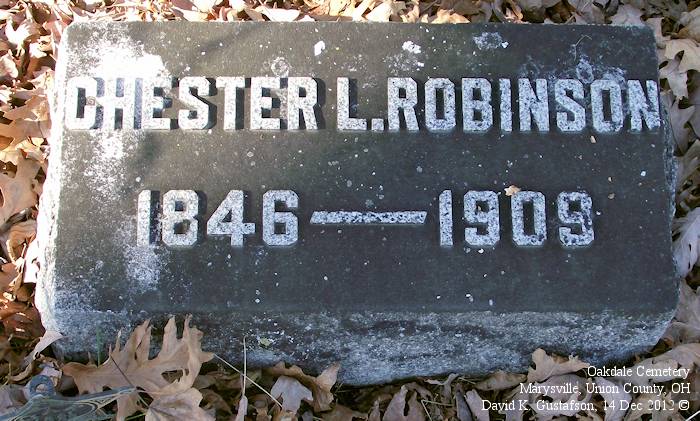 CHESTER L. ROBINSON
1846 — 1909
Oakdale Cemetery
Marysville, Union County, OH
David K. Gustafson, 14 Dec 2012 ©